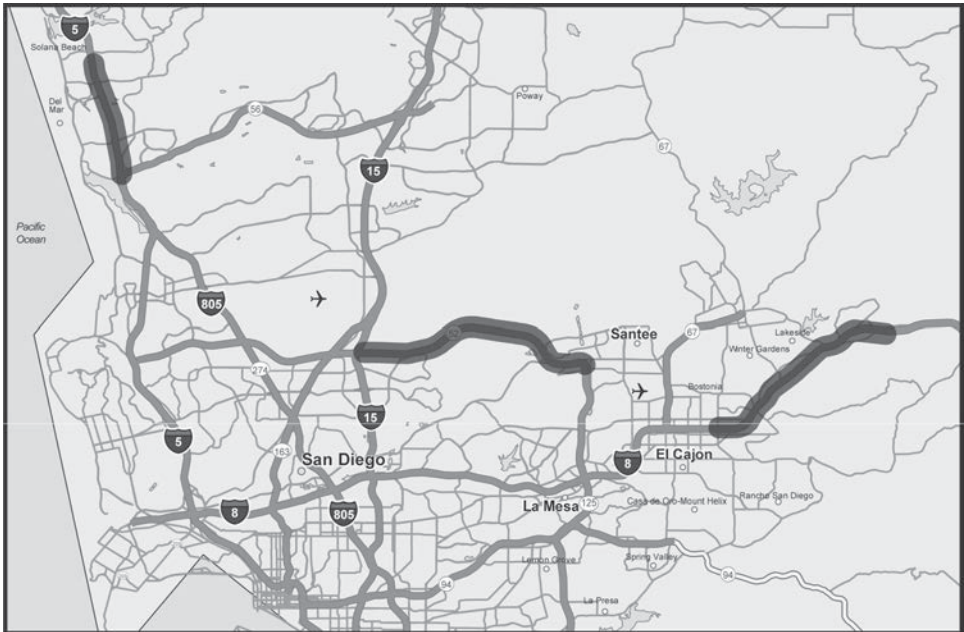 5
Solana Beach
Del
Mar
56
Poway
67
15
Pacific
Ocean
805
52
Santee
67
Lakeside
Winter Gardens
274
Bostonia
15
5
163
San Diego
8
El Cajon
8
805
La Mesa
125
Casa de Oro-Mount Helix
Rancho San Diego
Lemon Grove
Spring Valley
94
94
La Presa